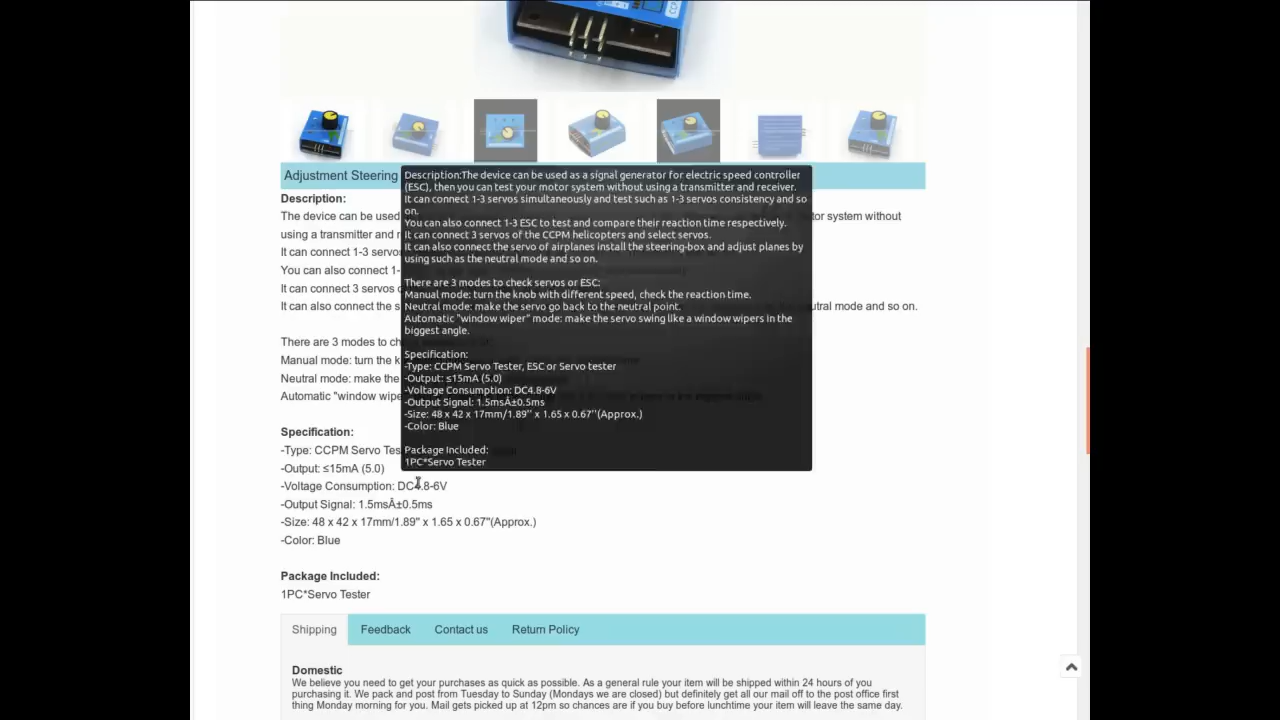 CCPM
Adjustment Steering
Description:The device can be used as a signal generator for electric speed controller
(ESC), then you can test your motor system without using a transmitter and receiver.
It can connect 1-3 servos simultaneously and test such as 1-3 servos consistency and so
on.
You can also connect 1-3 ESC to test and compare their reaction time respectively.
It can connect 3 servos of the CCPM helicopters and select servos.
It can also connect the servo of airplanes install the steering-box and adjust planes by
using such as the neutral mode and so on.
There are 3 modes to check servos or ESC:
Manual mode: turn the knob with different speed, check the reaction time.
Neutral mode: make the servo go back to the neutral point.
Automatic "window wiper" mode: make the servo swing like a window wipers in the
biggest angle.
Specification:
-Type: CCPM Servo Tester, ESC or Servo tester
-Output: ≤15mA (5.0)
-Voltage Consumption: DC4.8-6V
-Output Signal: 1.5msÂ±0.5ms
-Size: 48 x 42 x 17mm/1.89'' x 1.65 x 0.67''(Approx.)
-Color: Blue
Package Included:
1PC*Servo Tester
Description:
The device can be used tor system without
using a transmitter and r
It can connect 1-3 servos
You can also connect 1-
It can connect 3 servos o
It can also connect the s utral mode and so on.
There are 3 modes to ch
Manual mode: turn the k
Neutral mode: make the
Automatic "window wipe
Specification:
-Type: CCPM Servo Tes
-Output: ≤15mA (5.0)
-Voltage Consumption: DC4.8-6V
-Output Signal: 1.5msÂ±0.5ms
-Size: 48 x 42 x 17mm/1.89'' x 1.65 x 0.67''(Approx.)
-Color: Blue
Package Included:
1PC*Servo Tester
Shipping Feedback Contact us Return Policy
Domestic
We believe you need to get your purchases as quick as possible. As a general rule your item will be shipped within 24 hours of you
purchasing it. We pack and post from Tuesday to Sunday (Mondays we are closed) but definitely get all our mail off to the post office first
thing Monday morning for you. Mail gets picked up at 12pm so chances are if you buy before lunchtime your item will leave the same day.